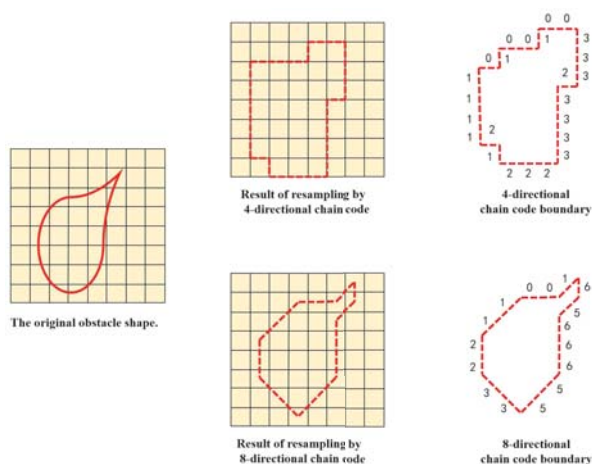 0 0
0 0 1 3
0 1 3
1 2 3
1 3
1 3
1 2 3
1 3
2 2 2
Result of resampling by
4-directional chain code
4-directional
chain code boundary
The original obstacle shape.
0 0 1 6
1 5
1 6
2 6
2 6
3 5
3 5
Result of resampling by
8-directional chain code
8-directional
chain code boundary